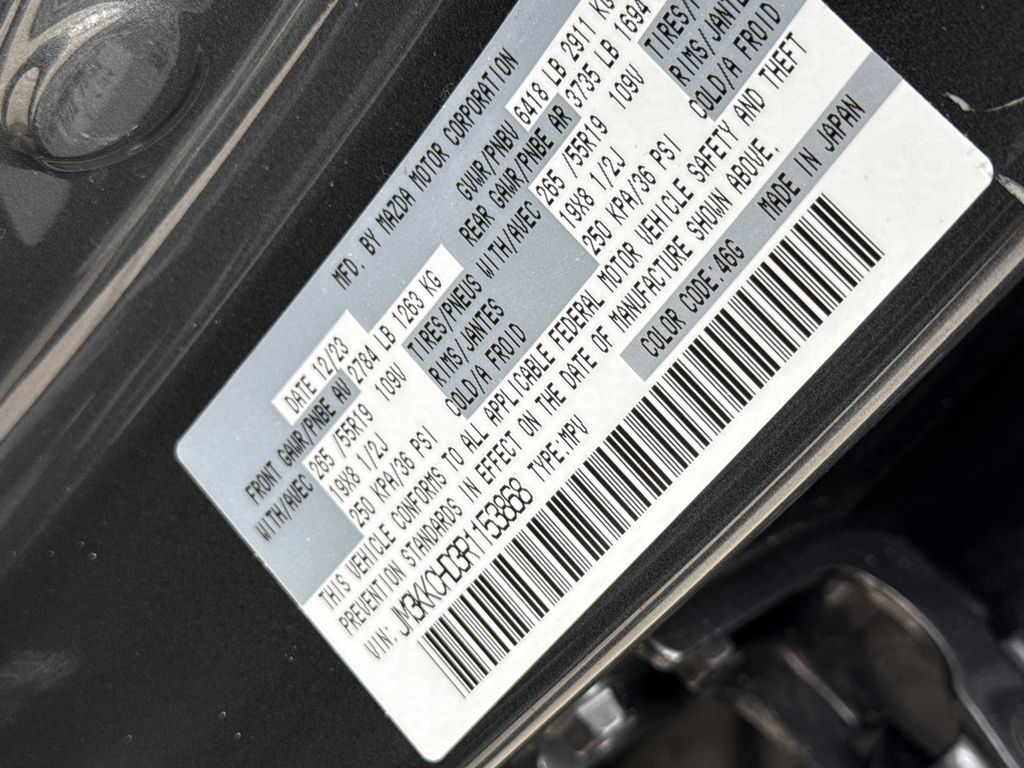 MFD. BY MAZDA MOTOR CORPORATION
DATE 12/23 GVWR/PNBV 6418 LB 2911 KG
FRONT GAWR/PNBE AV 2784 LB 1263 KG REAR GAWR/PNBE AR 3735 LB 1694
WITH/AVEC 265 /55R19 109V TIRES/PNEUS WITH/AVEC 265 /55R19 109V TIRES/
19X8 1/2J RIMS/JANTES 19X8 1/2J RIMS/JANTES
250 KPA/36 PSI COLD/A FROID 250 KPA/36 PSI COLD/A FROID
THIS VEHICLE CONFORMS TO ALL APPLICABLE FEDERAL MOTOR VEHICLE SAFETY AND THEFT
PREVENTION STANDARDS IN EFFECT ON THE DATE OF MANUFACTURE SHOWN ABOVE.
VIN: JM3KKCHD3R1153868 TYPE:MPV COLOR CODE:46G MADE IN JAPAN